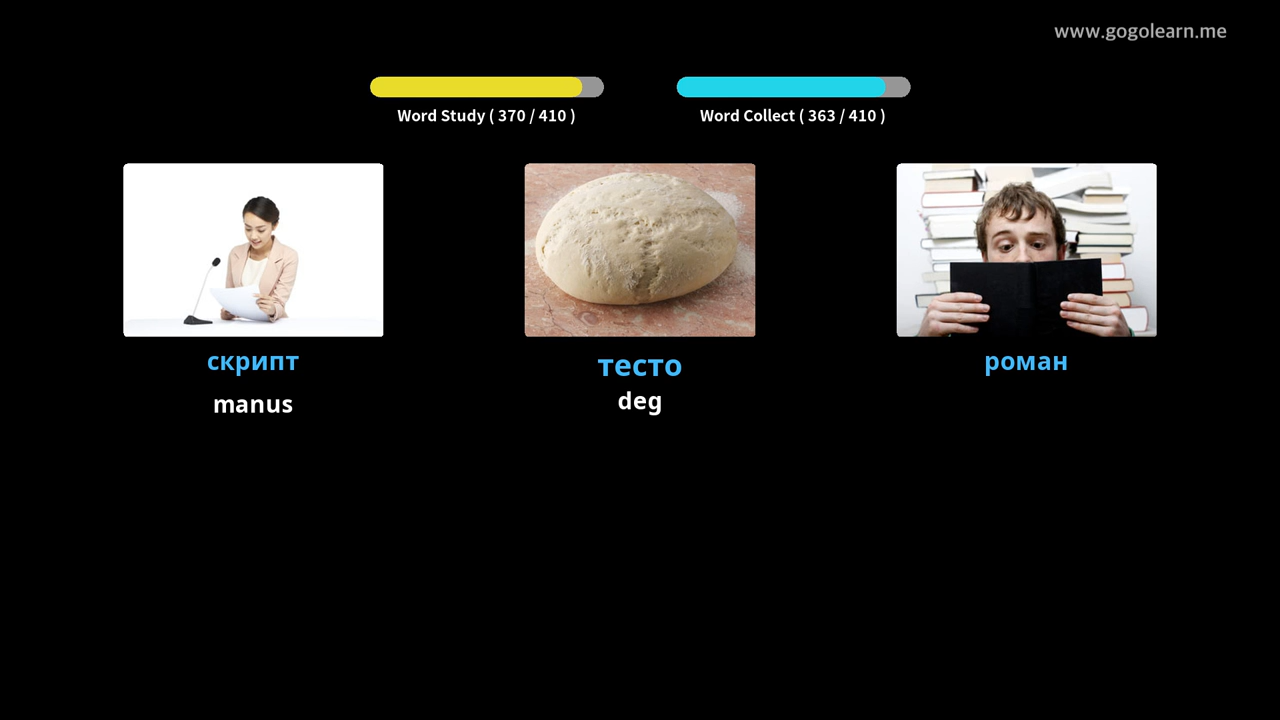 www.gogolearn.me
Word Study ( 370 / 410 )
Word Collect ( 363 / 410 )
скрипт
manus
тесто
deg
роман